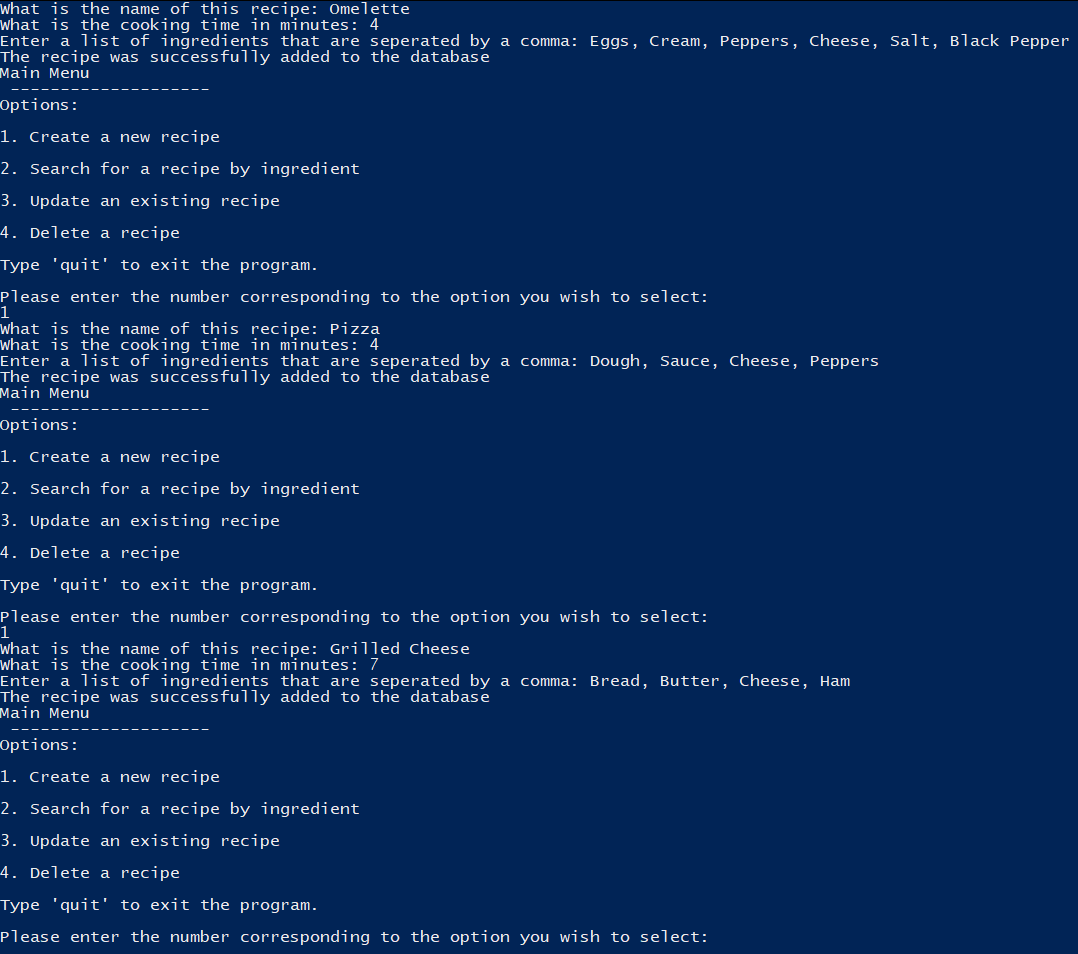 What is the name of this recipe: Omelette
What is the cooking time in minutes: 4
Enter a list of ingredients that are seperated by a comma: Eggs, Cream, Peppers, Cheese, Salt, Black Pepper
The recipe was successfully added to the database
Main Menu
--------------------
Options:
1. Create a new recipe
2. Search for a recipe by ingredient
3. Update an existing recipe
4. Delete a recipe
Type 'quit' to exit the program.
Please enter the number corresponding to the option you wish to select:
1
What is the name of this recipe: Pizza
What is the cooking time in minutes: 4
Enter a list of ingredients that are seperated by a comma: Dough, Sauce, Cheese, Peppers
The recipe was successfully added to the database
Main Menu
--------------------
Options:
1. Create a new recipe
2. Search for a recipe by ingredient
3. Update an existing recipe
4. Delete a recipe
Type 'quit' to exit the program.
Please enter the number corresponding to the option you wish to select:
1
What is the name of this recipe: Grilled Cheese
What is the cooking time in minutes: 7
Enter a list of ingredients that are seperated by a comma: Bread, Butter, Cheese, Ham
The recipe was successfully added to the database
Main Menu
--------------------
Options:
1. Create a new recipe
2. Search for a recipe by ingredient
3. Update an existing recipe
4. Delete a recipe
Type 'quit' to exit the program.
Please enter the number corresponding to the option you wish to select: